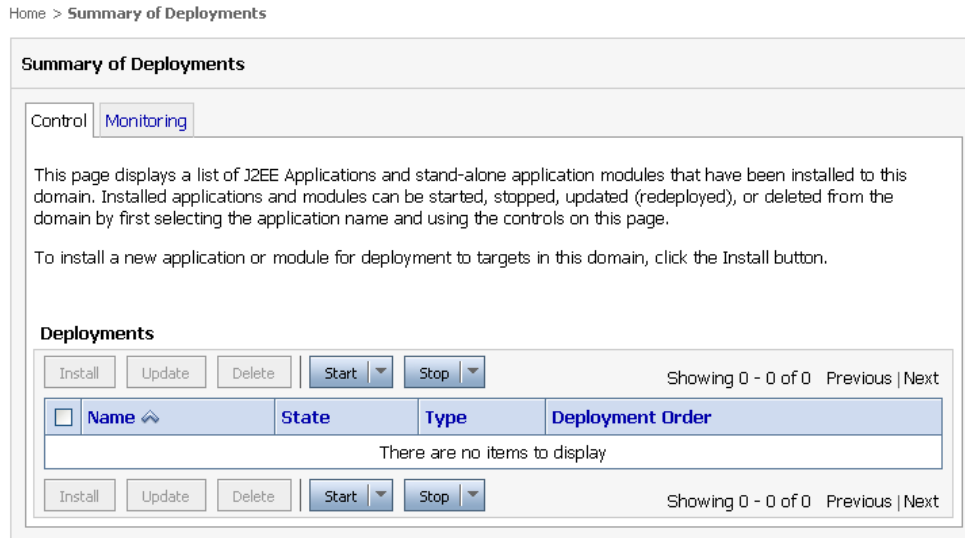 Home > Summary of Deployments
Summary of Deployments
Control Monitoring
This page displays a list of J2EE Applications and stand-alone application modules that have been installed to this
domain. Installed applications and modules can be started, stopped, updated (redeployed), or deleted from the
domain by first selecting the application name and using the controls on this page.
To install a new application or module for deployment to targets in this domain, click the Install button.
Deployments
Install Update Delete Start Stop Showing 0 - 0 of 0 Previous | Next
Name State Type Deployment Order
There are no items to display
Install Update Delete Start Stop Showing 0 - 0 of 0 Previous | Next